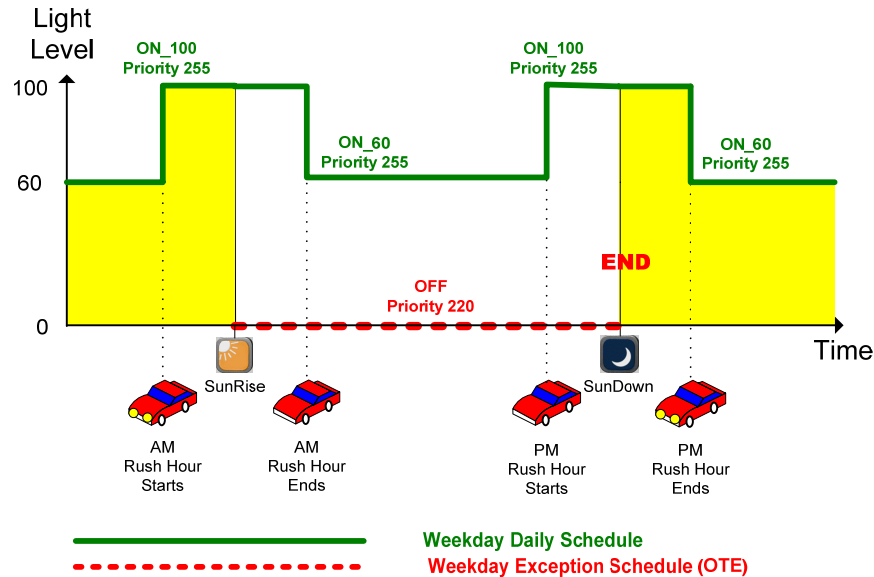 Light
Level
ON_100
Priority 255
ON_100
Priority 255
100
ON_60
Priority 255
ON_60
Priority 255
60
END
OFF
Priority 220
0
Time
SunRise
SunDown
AM
Rush Hour
Starts
AM
Rush Hour
Ends
PM
Rush Hour
Starts
PM
Rush Hour
Ends
Weekday Daily Schedule
Weekday Exception Schedule (OTE)